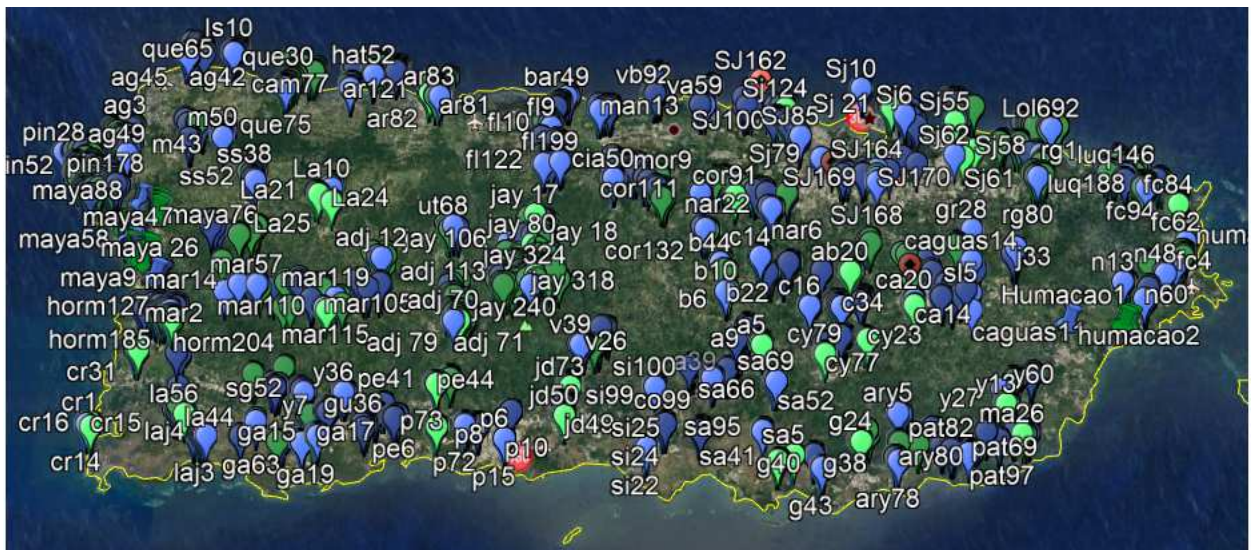 ls10
que65
que30
hat52
ag45
ag42
cam77
ar83
ar121
bar49
vb92
va59
SJ162
Sj124
Sj10
Sj6
Sj55
Lol692
ag3
m50
que75
ar82
ar81
fl9
fl10
man13
SJ100
SJ85
Sj 21
Sj62
Sj58
rg1
luq146
pin28
ag49
m43
fl199
in52
pin178
ss38
ss52
La10
fl122
cia50
mor9
Sj79
SJ164
SJ169
SJ170
Sj61
luq188
fc84
maya88
La21
La24
jay 17
cor111
cor91
nar22
fc94
fc62
maya47
maya76
La25
ut68
jay 80
ay 18
SJ168
gr28
rg80
maya58
maya 26
adj 12
jay 106
jay 324
cor132
b44
c14
nar6
ab20
caguas14
j33
n48
hum
maya9
mar14
mar57
mar119
adj 113
jay 318
b10
ca20
sl5
n13
fc4
horm127
mar2
mar110
mar105
adj 70
jay 240
b6
b22
c16
c34
Humacao1
n60
horm185
horm204
mar115
adj 79
adj 71
v39
v26
a9
a5
cy79
cy23
ca14
caguas1
humacao2
cr31
jd73
si100
a39
sa69
cy77
la56
sg52
y36
pe41
pe44
jd50
si99
co99
sa66
sa52
ary5
y27
y13
y60
cr1
la44
y7
gu36
p73
p6
jd49
si25
sa95
g24
pat82
ma26
cr16
cr15
laj4
ga15
ga17
p8
p10
sa5
pat69
cr14
laj3
ga63
ga19
pe6
p72
p15
si24
si22
sa41
g40
g38
g43
ary80
ary78
pat97